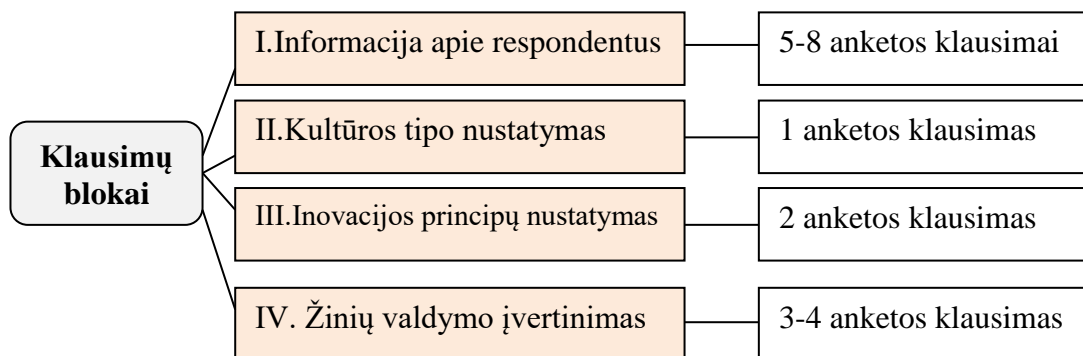 I.Informacija apie respondentus
5-8 anketos klausimai
II.Kultūros tipo nustatymas
1 anketos klausimas
Klausimų
blokai
III.Inovacijos principų nustatymas
2 anketos klausimas
IV. Žinių valdymo įvertinimas
3-4 anketos klausimas